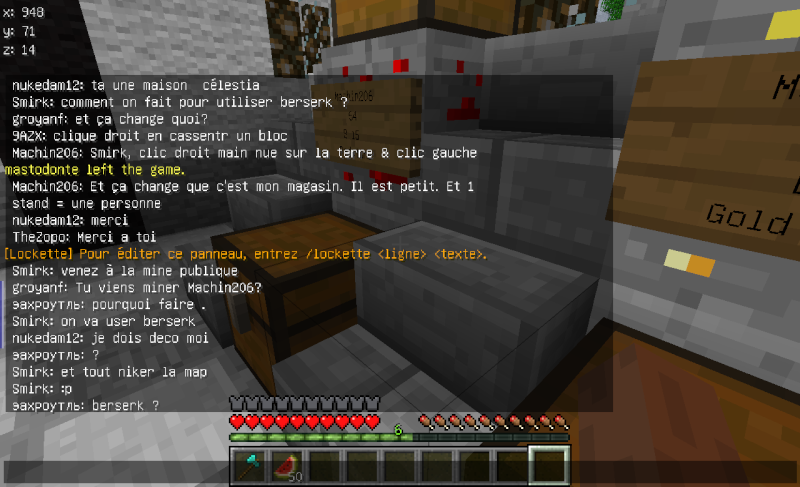 x: 948
y: 71
z: 14
nukedam12: ta une maison célestia
Smirk: comment on fait pour utiliser berserk ?
groyanf: et ça change quoi?
9AZX: clique droit en cassentr un bloc
Machin206: Smirk, clic droit main nue sur la terre & clic gauche
mastodonte left the game.
Machin206: Et ça change que c'est mon magasin. Il est petit. Et 1
stand = une personne
nukedam12: merci
TheZopo: Merci a toi
[Lockette] Pour éditer ce panneau, entrez /lockette <ligne> <texte>.
Smirk: venez à la mine publique
groyanf: Tu viens miner Machin206?
эахроутль: pourquoi faire .
Smirk: on va user berserk
nukedam12: je dois deco moi
эахроутль: ?
Smirk: et tout niker la map
Smirk: :p
эахроутль: berserk ?
Machin206
64
Gold
6
50